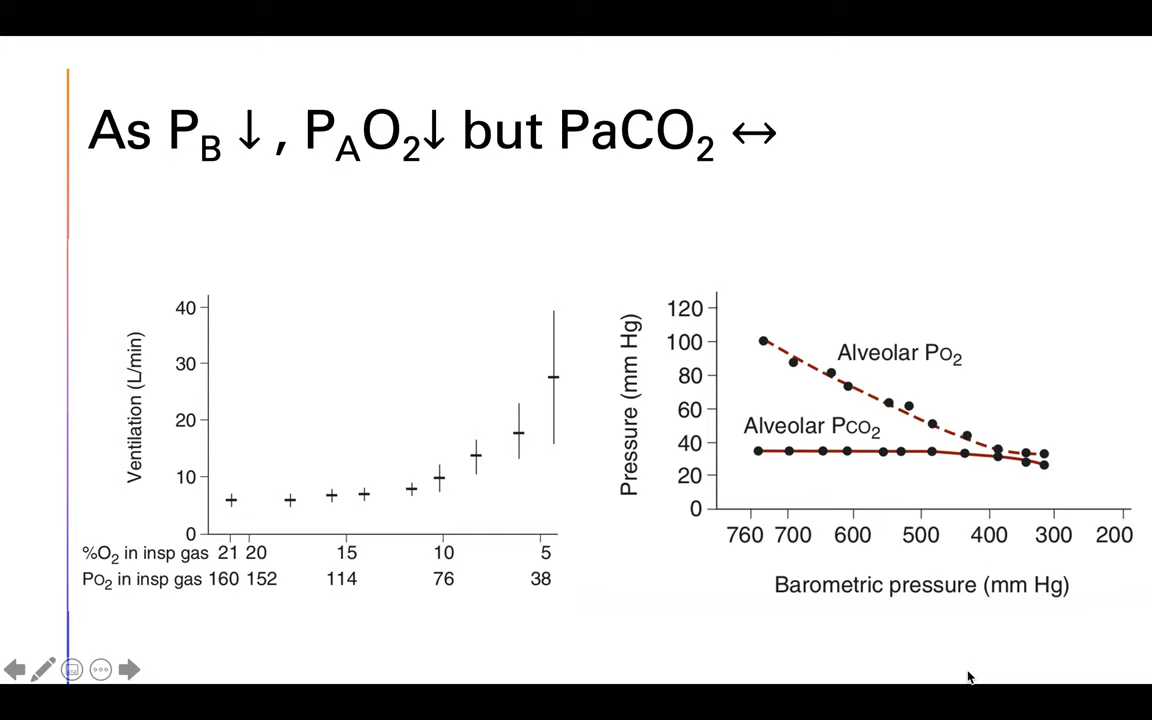 As PB ↓, PAO2↓ but PaCO2 ↔
Ventilation (L/min)
40
30
20
10
0
%O2 in insp gas 21 20 15 10 5
PO2 in insp gas 160 152 114 76 38
Pressure (mm Hg)
120
100
80
60
40
20
0
Alveolar PO2
Alveolar PCO2
760 700 600 500 400 300 200
Barometric pressure (mm Hg)